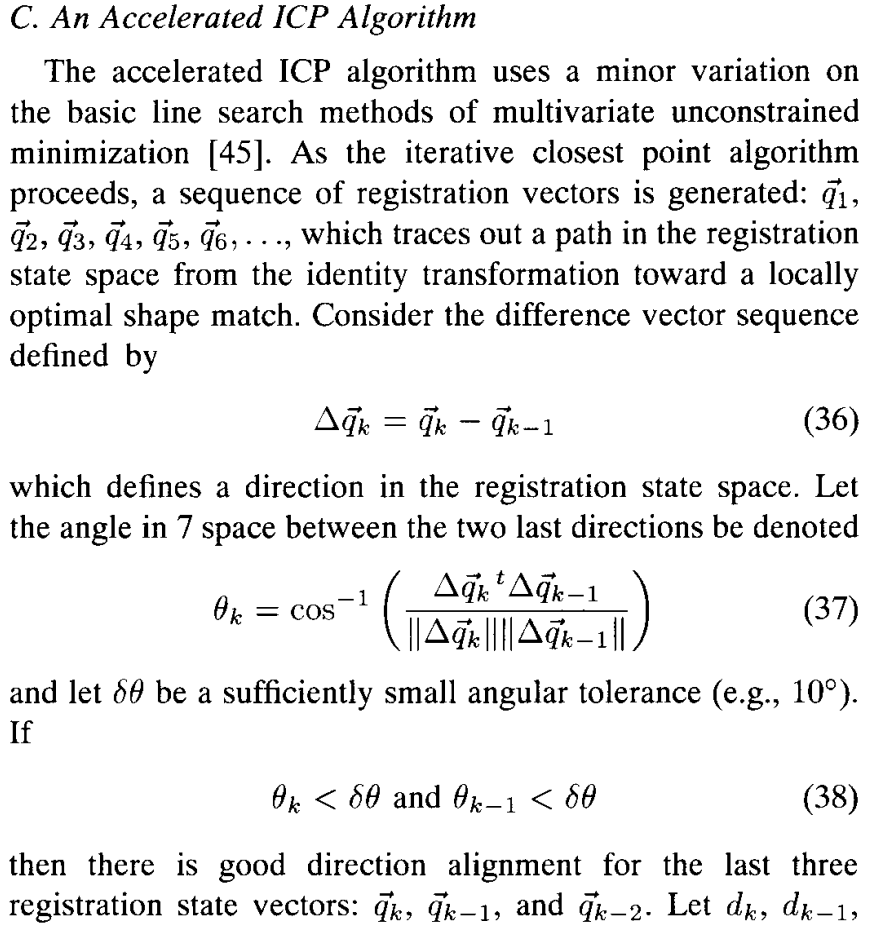 C. An Accelerated ICP Algorithm
The accelerated ICP algorithm uses a minor variation on
the basic line search methods of multivariate unconstrained
minimization [45]. As the iterative closest point algorithm
proceeds, a sequence of registration vectors is generated: $\vec{q}_1$,
$\vec{q}_2$, $\vec{q}_3$, $\vec{q}_4$, $\vec{q}_5$, $\vec{q}_6$, …, which traces out a path in the registration
state space from the identity transformation toward a locally
optimal shape match. Consider the difference vector sequence
defined by
$\Delta\vec{q}_k = \vec{q}_k - \vec{q}_{k-1}$ (36)
which defines a direction in the registration state space. Let
the angle in 7 space between the two last directions be denoted
$\theta_k = \cos^{-1}\left(\frac{\Delta\vec{q}_k{}^t \Delta\vec{q}_{k-1}}{\|\Delta\vec{q}_k\|\|\Delta\vec{q}_{k-1}\|}\right)$ (37)
and let $\delta\theta$ be a sufficiently small angular tolerance (e.g., 10°).
If
$\theta_k < \delta\theta$ and $\theta_{k-1} < \delta\theta$ (38)
then there is good direction alignment for the last three
registration state vectors: $\vec{q}_k$, $\vec{q}_{k-1}$, and $\vec{q}_{k-2}$. Let $d_k$, $d_{k-1}$,